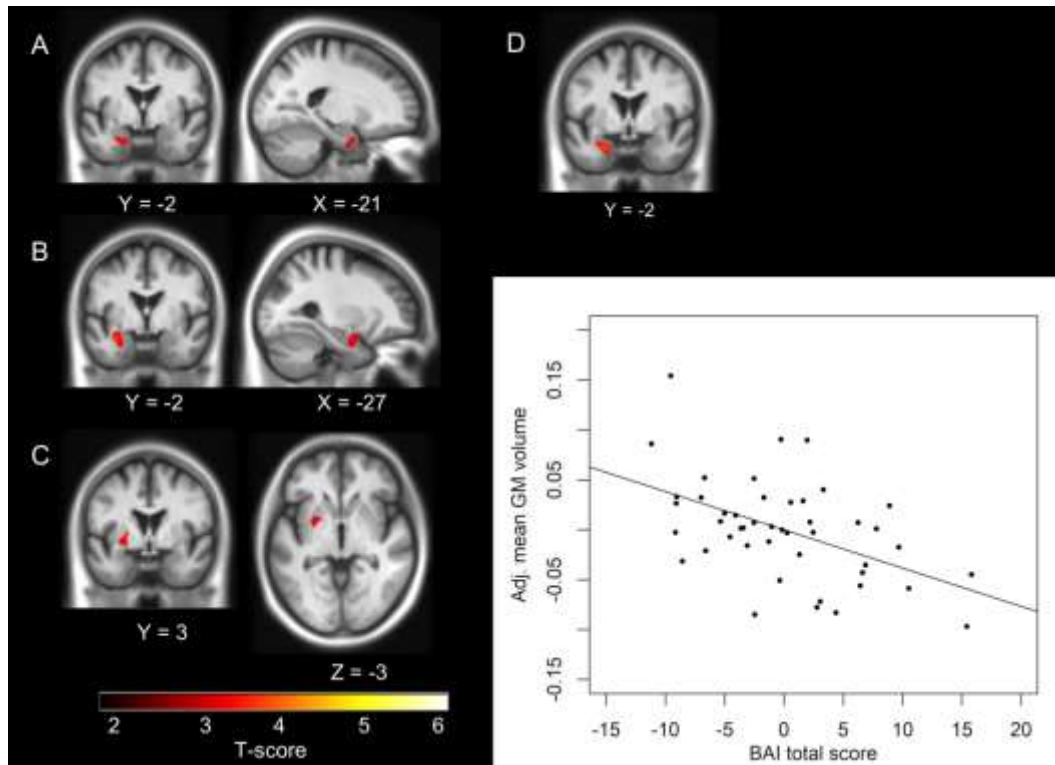 A
Y = -2 X = -21
B
Y = -2 X = -27
C
Y = 3
Z = -3
2 3 4 5 6
T-score
D
Y = -2
Adj. mean GM volume
0.15
0.05
-0.05
-0.15
-15 -10 -5 0 5 10 15 20
BAI total score